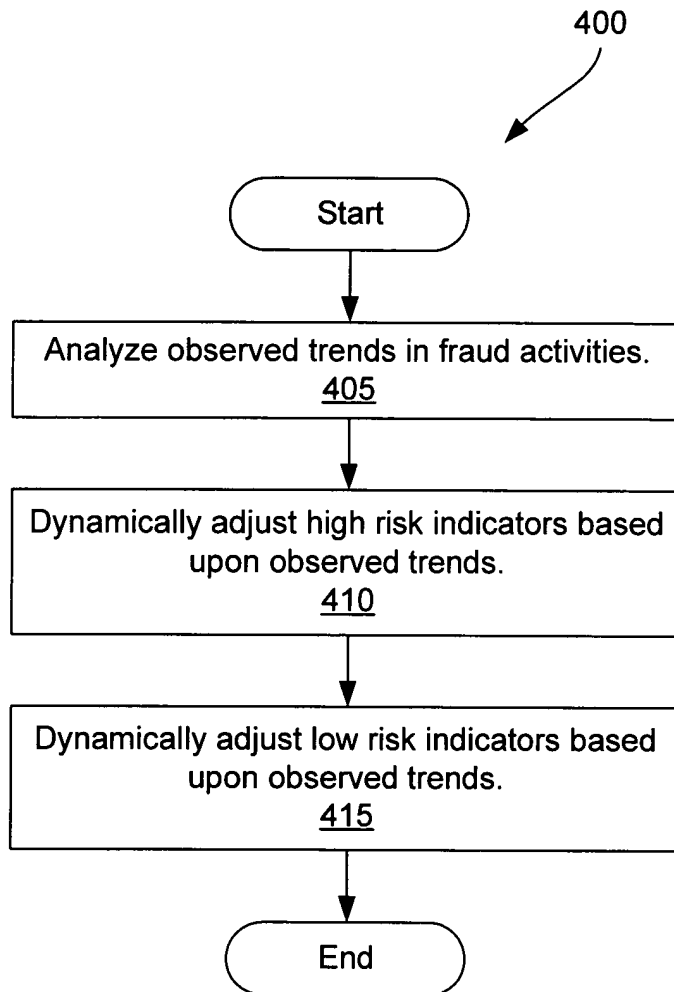 400
Start
Analyze observed trends in fraud activities.
405
Dynamically adjust high risk indicators based
upon observed trends.
410
Dynamically adjust low risk indicators based
upon observed trends.
415
End